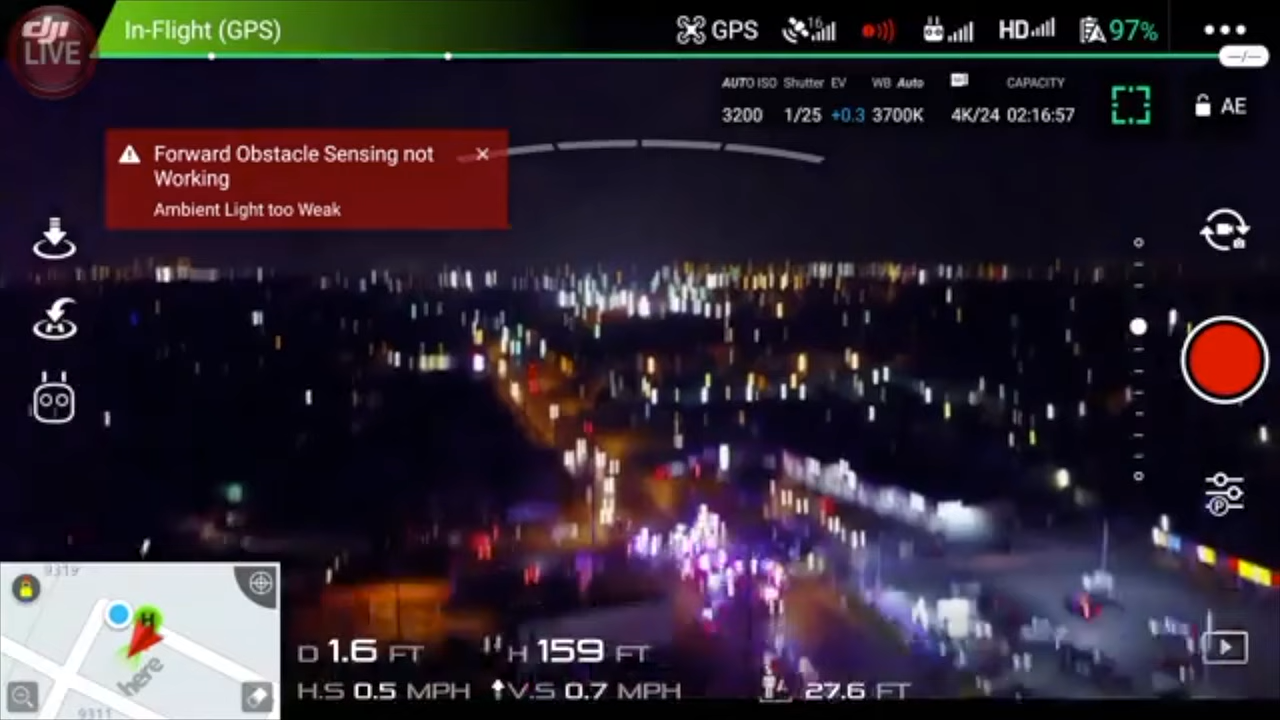 dji
LIVE
In-Flight (GPS)
GPS
16
HD
97%
AUTO ISO Shutter EV WB Auto CAPACITY
3200 1/25 +0.3 3700K 4K/24 02:16:57
AE
Forward Obstacle Sensing not
Working
Ambient Light too Weak
9319
H
here
9311
D 1.6 FT H 159 FT
H.S 0.5 MPH V.S 0.7 MPH 27.6 FT
P